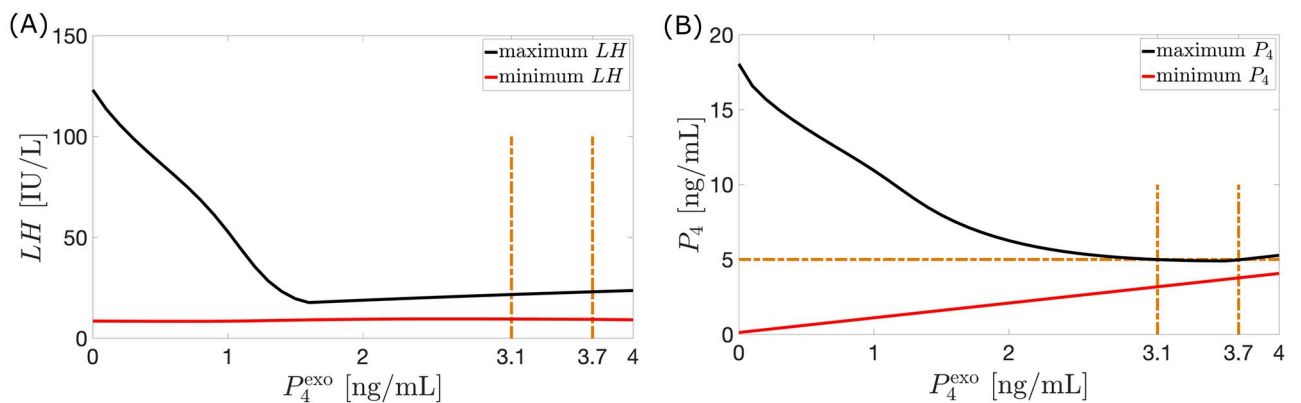 (A)
150
100
50
0
LH [IU/L]
maximum LH
minimum LH
0 1 2 3.1 3.7 4
P₄ᵉˣᵒ [ng/mL]
(B)
20
15
10
5
0
P₄ [ng/mL]
maximum P₄
minimum P₄
0 1 2 3.1 3.7 4
P₄ᵉˣᵒ [ng/mL]